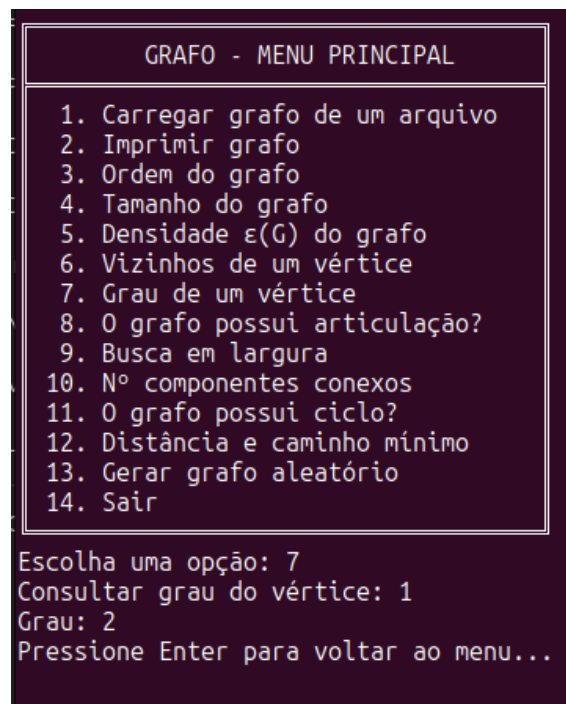 GRAFO - MENU PRINCIPAL
1. Carregar grafo de um arquivo
2. Imprimir grafo
3. Ordem do grafo
4. Tamanho do grafo
5. Densidade ε(G) do grafo
6. Vizinhos de um vértice
7. Grau de um vértice
8. O grafo possui articulação?
9. Busca em largura
10. Nº componentes conexos
11. O grafo possui ciclo?
12. Distância e caminho mínimo
13. Gerar grafo aleatório
14. Sair
Escolha uma opção: 7
Consultar grau do vértice: 1
Grau: 2
Pressione Enter para voltar ao menu...